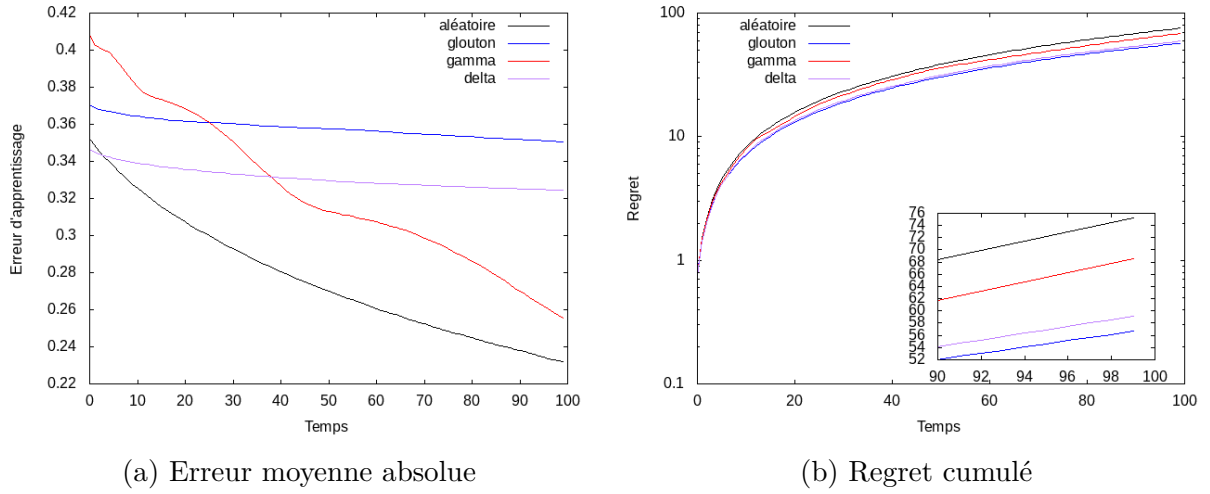 0.42
0.4
0.38
0.36
0.34
0.32
0.3
0.28
0.26
0.24
0.22
Erreur d'apprentissage
aléatoire
glouton
gamma
delta
0 10 20 30 40 50 60 70 80 90 100
Temps
(a) Erreur moyenne absolue
100
10
1
0.1
Regret
aléatoire
glouton
gamma
delta
76
74
72
70
68
66
64
62
60
58
56
54
52
90 92 94 96 98 100
0 20 40 60 80 100
Temps
(b) Regret cumulé